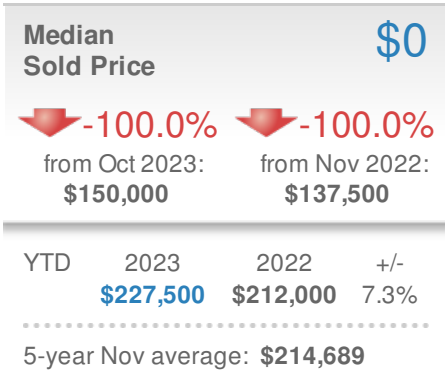 Median $0
Sold Price
-100.0% -100.0%
from Oct 2023: from Nov 2022:
$150,000 $137,500
YTD 2023 2022 +/-
$227,500 $212,000 7.3%
5-year Nov average: $214,689